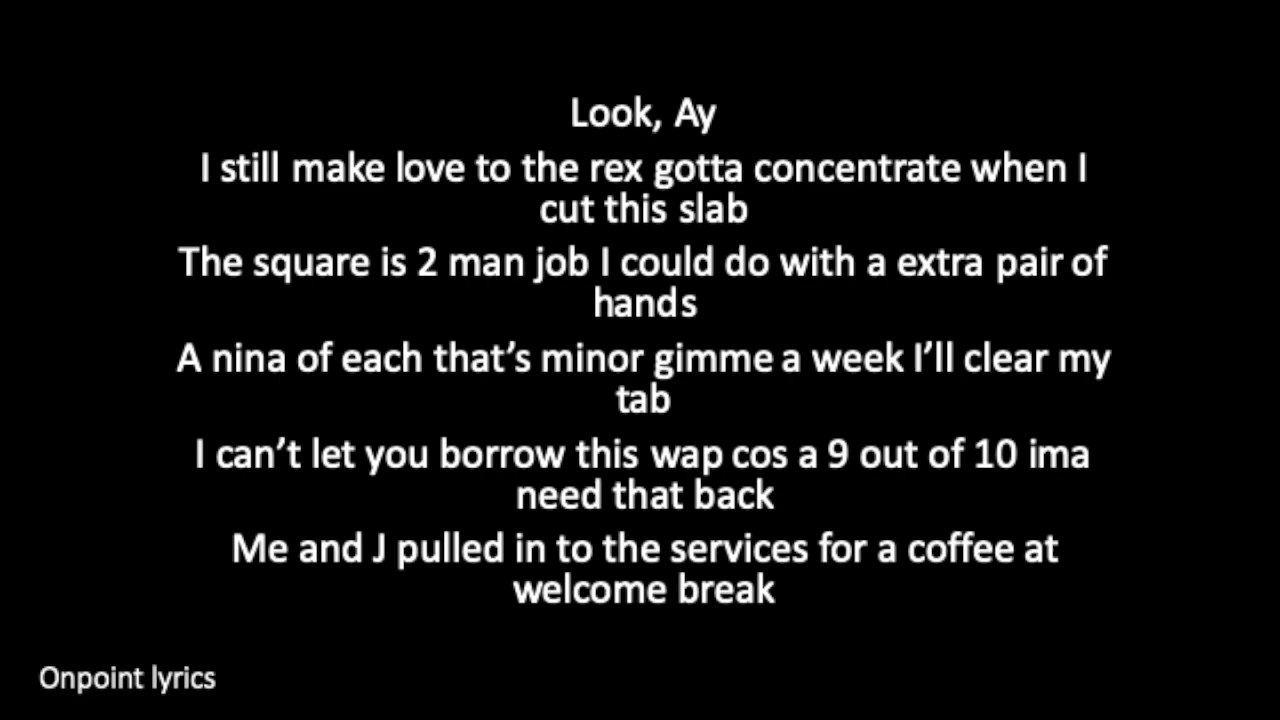 Look, Ay
I still make love to the rex gotta concentrate when I
cut this slab
The square is 2 man job I could do with a extra pair of
hands
A nina of each that’s minor gimme a week I’ll clear my
tab
I can’t let you borrow this wap cos a 9 out of 10 ima
need that back
Me and J pulled in to the services for a coffee at
welcome break
Onpoint lyrics